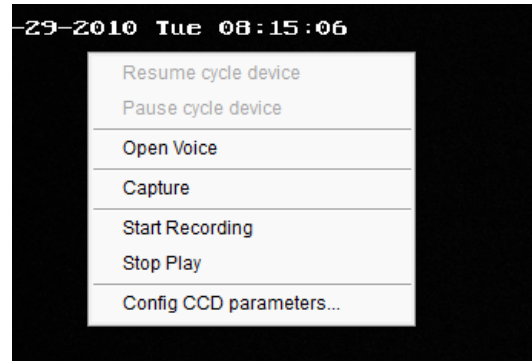 -29-2010 Tue 08:15:06
Resume cycle device
Pause cycle device
Open Voice
Capture
Start Recording
Stop Play
Config CCD parameters...